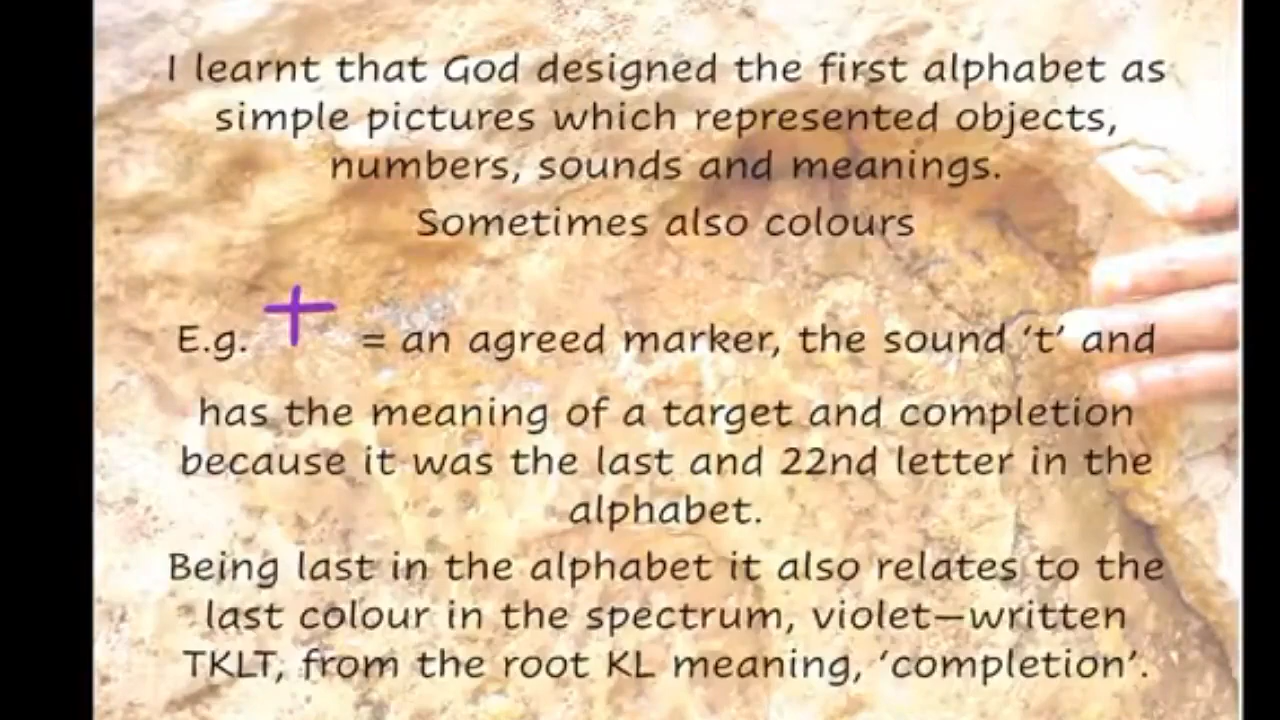 I learnt that God designed the first alphabet as
simple pictures which represented objects,
numbers, sounds and meanings.
Sometimes also colours
E.g. + = an agreed marker, the sound ‘t’ and
has the meaning of a target and completion
because it was the last and 22nd letter in the
alphabet.
Being last in the alphabet it also relates to the
last colour in the spectrum, violet—written
TKLT, from the root KL meaning, ‘completion’.